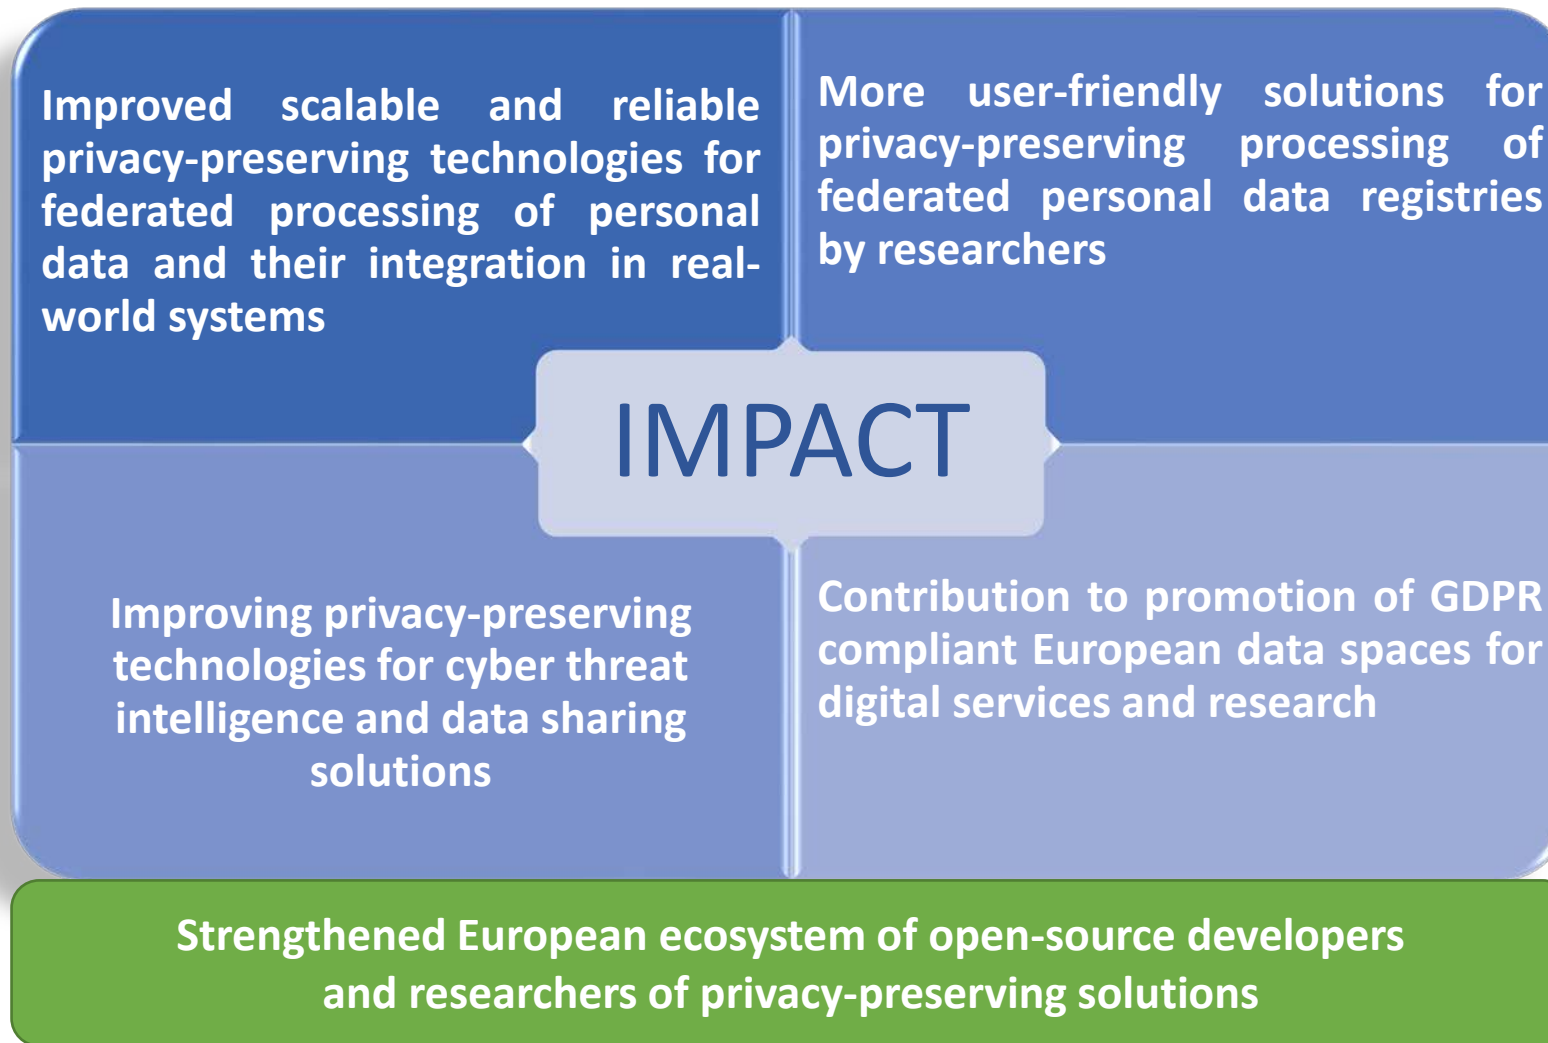 Improved scalable and reliable
privacy-preserving technologies for
federated processing of personal
data and their integration in real-
world systems
More user-friendly solutions for
privacy-preserving processing of
federated personal data registries
by researchers
IMPACT
Improving privacy-preserving
technologies for cyber threat
intelligence and data sharing
solutions
Contribution to promotion of GDPR
compliant European data spaces for
digital services and research
Strengthened European ecosystem of open-source developers
and researchers of privacy-preserving solutions